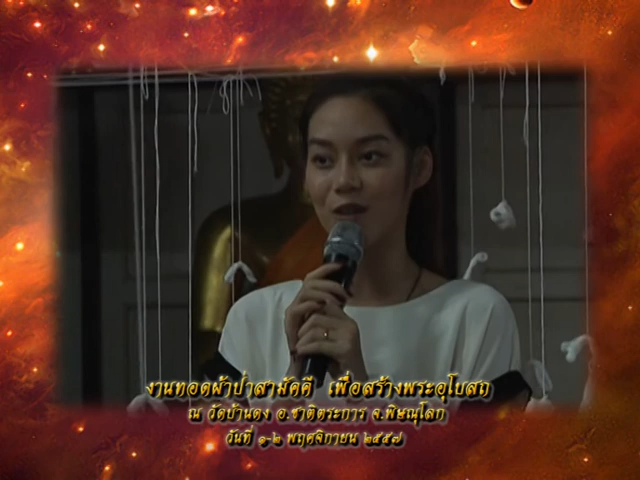 งานทอดผ้าป่าสามัคคี เพื่อสร้างพระอุโบสถ
ณ วัดบ้านดง อ.ชาติตระการ จ.พิษณุโลก
วันที่ ๑-๒ พฤศจิกายน ๒๕๕๗